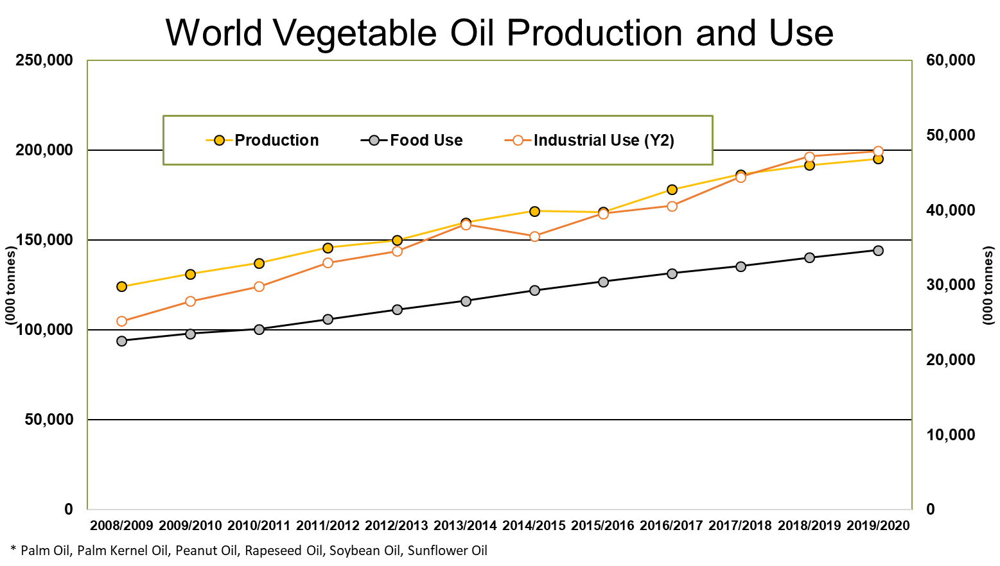 World Vegetable Oil Production and Use
250,000
200,000
150,000
100,000
50,000
0
(000 tonnes)
Production Food Use Industrial Use (Y2)
60,000
50,000
40,000
30,000
20,000
10,000
0
(000 tonnes)
2008/2009 2009/2010 2010/2011 2011/2012 2012/2013 2013/2014 2014/2015 2015/2016 2016/2017 2017/2018 2018/2019 2019/2020
* Palm Oil, Palm Kernel Oil, Peanut Oil, Rapeseed Oil, Soybean Oil, Sunflower Oil